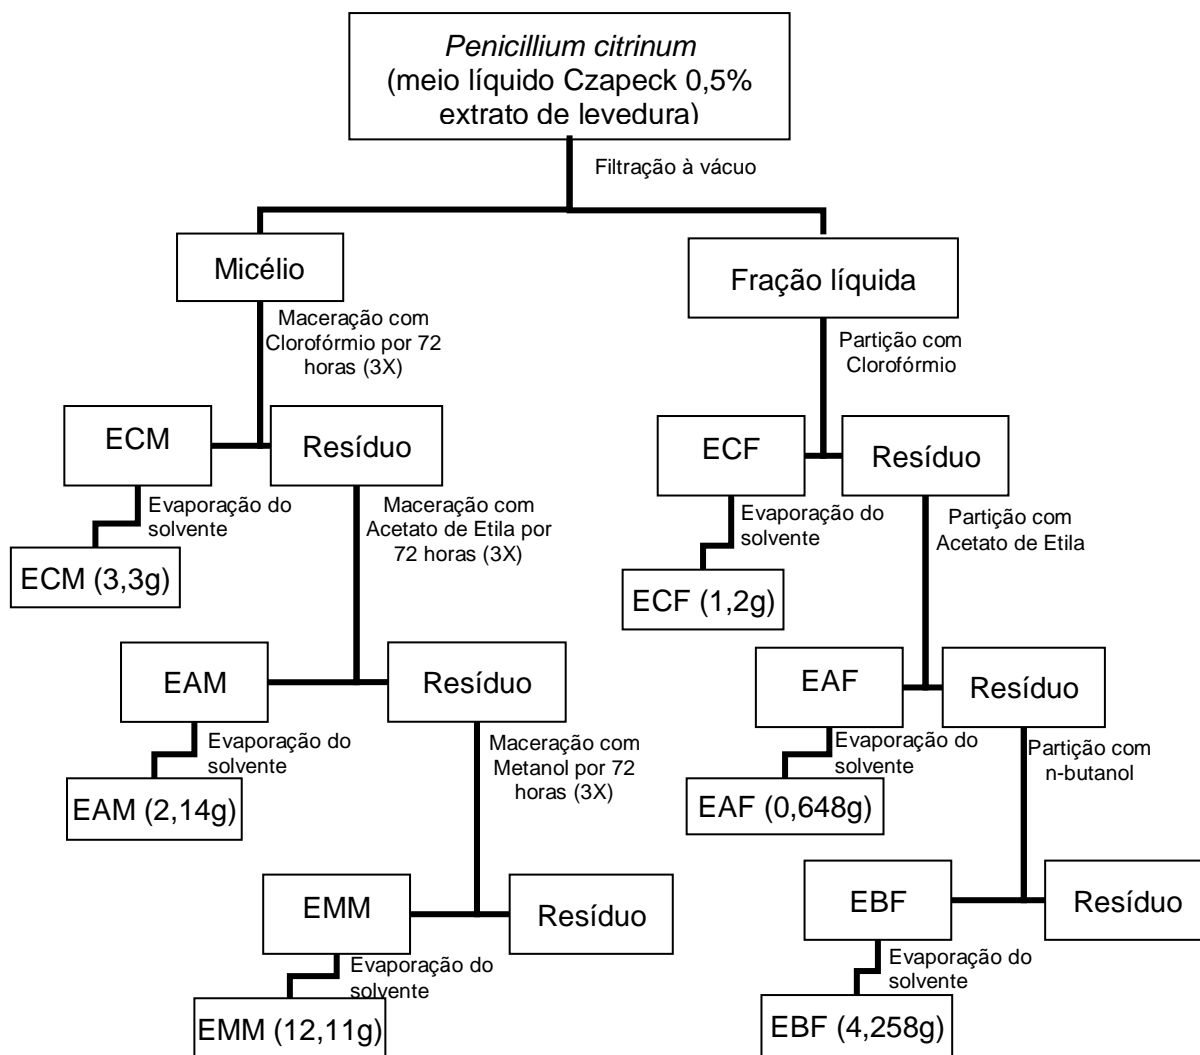 Penicillium citrinum
(meio líquido Czapeck 0,5%
extrato de levedura)
Filtração à vácuo
Micélio
Fração líquida
Maceração com
Clorofórmio por 72
horas (3X)
Partição com
Clorofórmio
ECM
Resíduo
ECF
Resíduo
Evaporação do
solvente
Maceração com
Acetato de Etila por
72 horas (3X)
Evaporação do
solvente
Partição com
Acetato de Etila
ECM (3,3g)
ECF (1,2g)
EAM
Resíduo
EAF
Resíduo
Evaporação do
solvente
Maceração com
Metanol por 72
horas (3X)
Evaporação do
solvente
Partição com
n-butanol
EAM (2,14g)
EAF (0,648g)
EMM
Resíduo
EBF
Resíduo
Evaporação do
solvente
Evaporação do
solvente
EMM (12,11g)
EBF (4,258g)